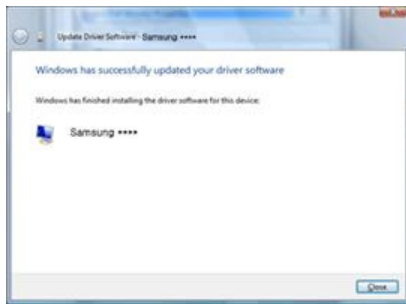 Update Driver Software - Samsung ****
Windows has successfully updated your driver software
Windows has finished installing the driver software for this device:
Samsung ****
Close